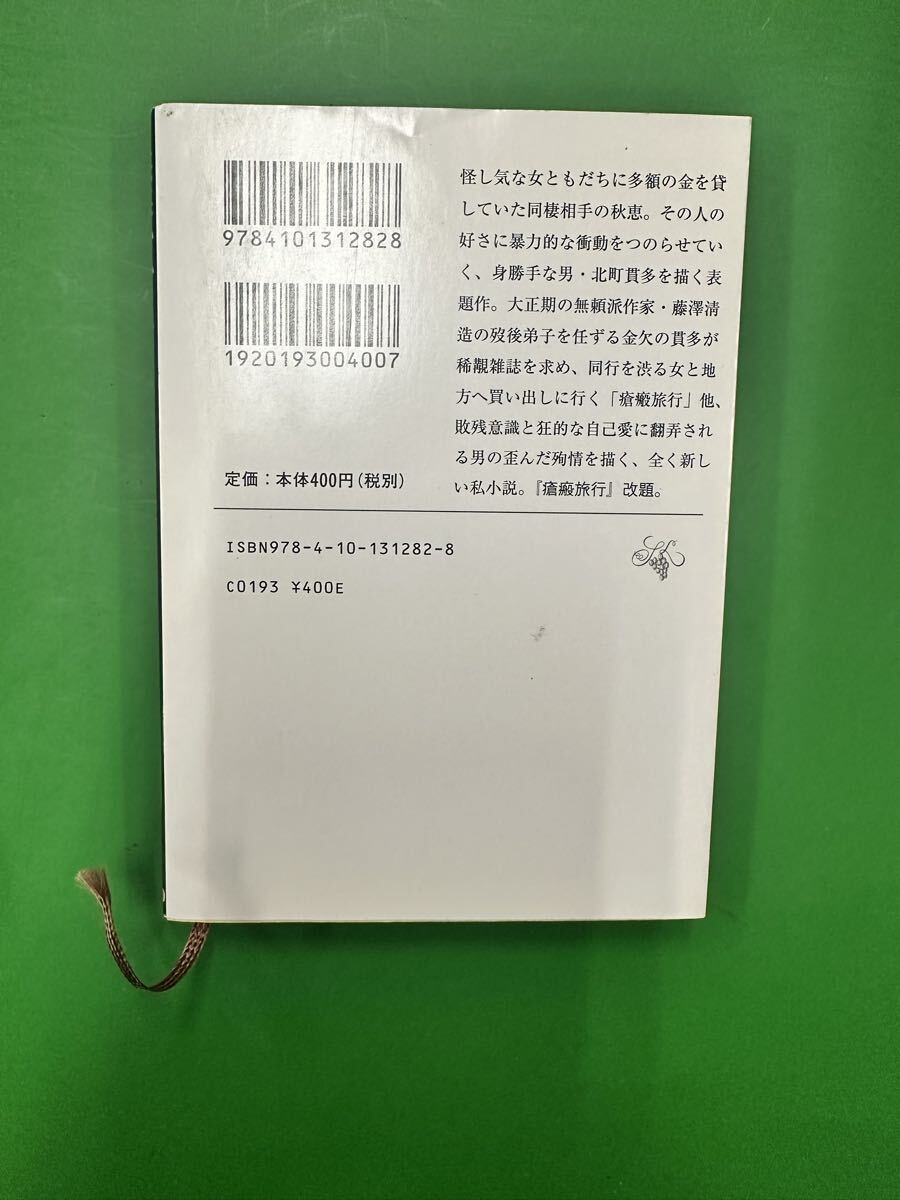 9784101312828
1920193004007
定価：本体400円（税別）
怪し気な女ともだちに多額の金を貸
していた同棲相手の秋恵。その人の
好さに暴力的な衝動をつのらせてい
く、身勝手な男・北町貫多を描く表
題作。大正期の無頼派作家・藤澤清
造の歿後弟子を任ずる金欠の貫多が
稀覯雑誌を求め、同行を渋る女と地
方へ買い出しに行く「瘡瘢旅行」他、
敗残意識と狂的な自己愛に翻弄され
る男の歪んだ殉情を描く、全く新し
い私小説。『瘡瘢旅行』改題。
ISBN978-4-10-131282-8
C0193 ¥400E